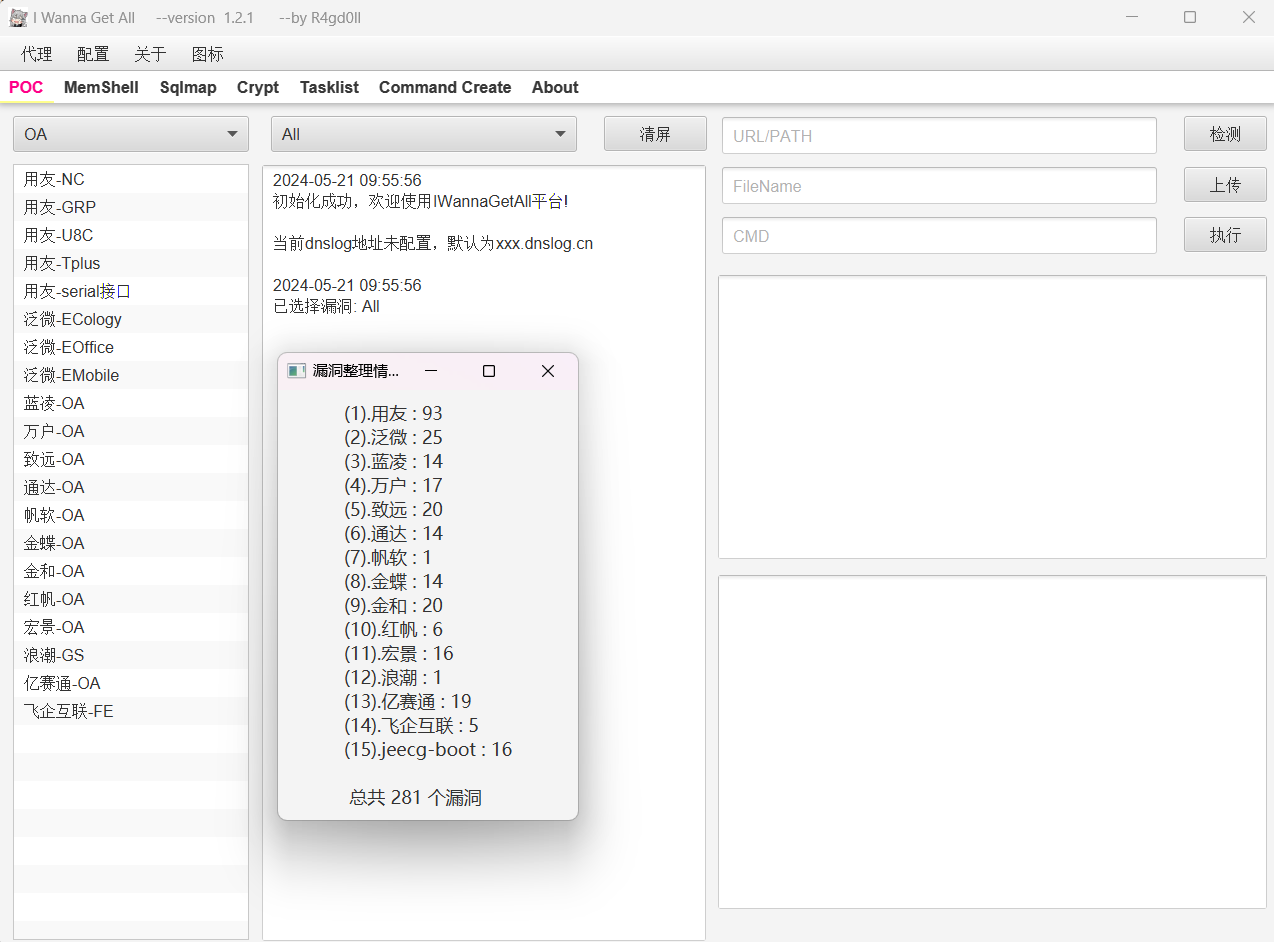 I Wanna Get All --version 1.2.1 --by R4gd0ll
代理 配置 关于 图标
POC MemShell Sqlmap Crypt Tasklist Command Create About
OA
All
清屏
URL/PATH
检测
FileName
上传
CMD
执行
用友-NC
用友-GRP
用友-U8C
用友-Tplus
用友-serial接口
泛微-ECology
泛微-EOffice
泛微-EMobile
蓝凌-OA
万户-OA
致远-OA
通达-OA
帆软-OA
金蝶-OA
金和-OA
红帆-OA
宏景-OA
浪潮-GS
亿赛通-OA
飞企互联-FE
2024-05-21 09:55:56
初始化成功，欢迎使用IWannaGetAll平台!
当前dnslog地址未配置，默认为xxx.dnslog.cn
2024-05-21 09:55:56
已选择漏洞: All
漏洞整理情...
(1).用友 : 93
(2).泛微 : 25
(3).蓝凌 : 14
(4).万户 : 17
(5).致远 : 20
(6).通达 : 14
(7).帆软 : 1
(8).金蝶 : 14
(9).金和 : 20
(10).红帆 : 6
(11).宏景 : 16
(12).浪潮 : 1
(13).亿赛通 : 19
(14).飞企互联 : 5
(15).jeecg-boot : 16
总共 281 个漏洞